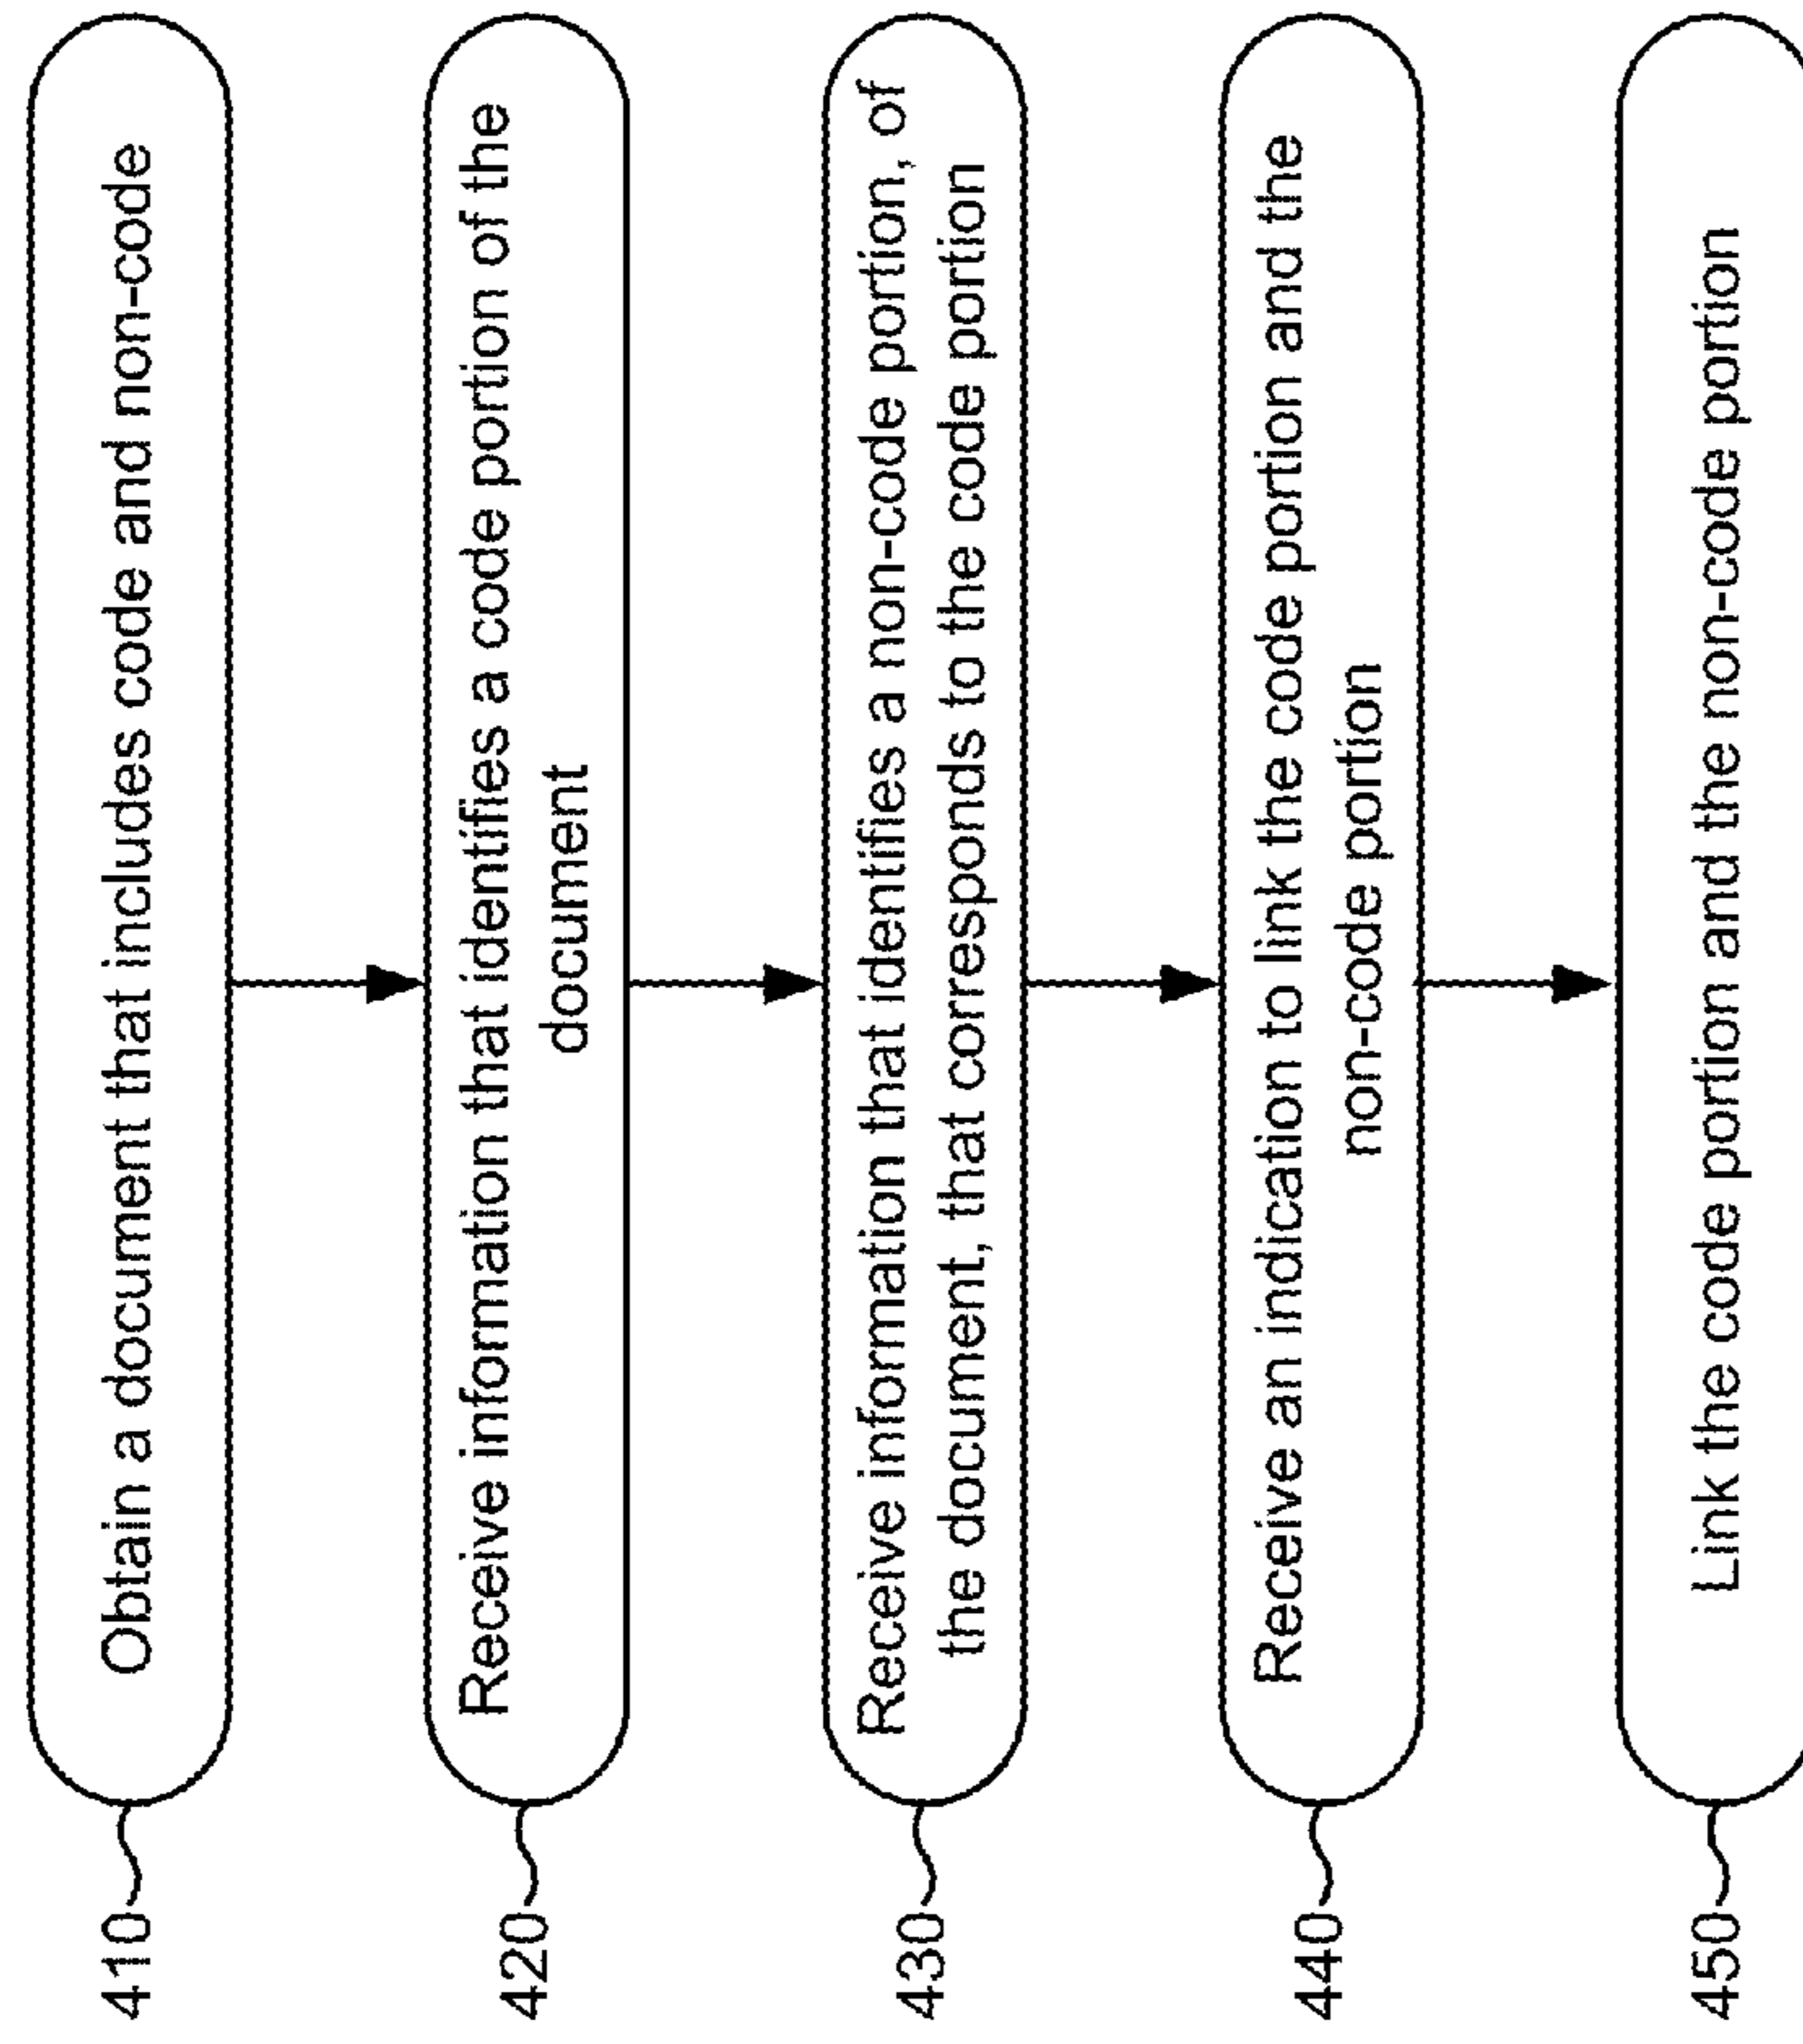 410
Obtain a document that includes code and non-code
420
Receive information that identifies a code portion of the
document
430
Receive information that identifies a non-code portion, of
the document, that corresponds to the code portion
440
Receive an indication to link the code portion and the
non-code portion
450
Link the code portion and the non-code portion